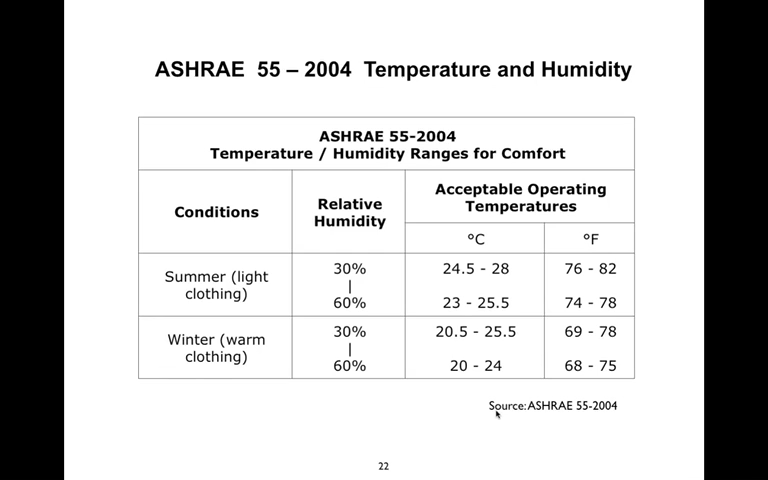 ASHRAE 55 – 2004 Temperature and Humidity
ASHRAE 55-2004
Temperature / Humidity Ranges for Comfort
Conditions
Relative
Humidity
Acceptable Operating
Temperatures
°C
°F
Summer (light
clothing)
30%
|
60%
24.5 - 28
23 - 25.5
76 - 82
74 - 78
Winter (warm
clothing)
30%
|
60%
20.5 - 25.5
20 - 24
69 - 78
68 - 75
Source: ASHRAE 55-2004
22